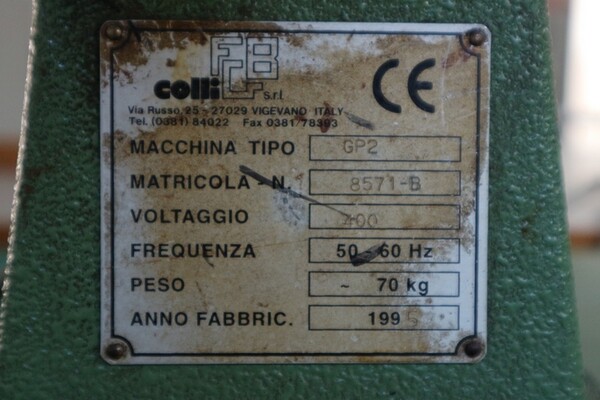 FCB
colli s.r.l
Via Russo, 25 - 27029 VIGEVANO ITALY
Tel. (0381) 84022 Fax 0381/78393
CE
MACCHINA TIPO GP2
MATRICOLA - N. 8571-B
VOLTAGGIO 400
FREQUENZA 50 - 60 Hz
PESO ~ 70 kg
ANNO FABBRIC. 1995